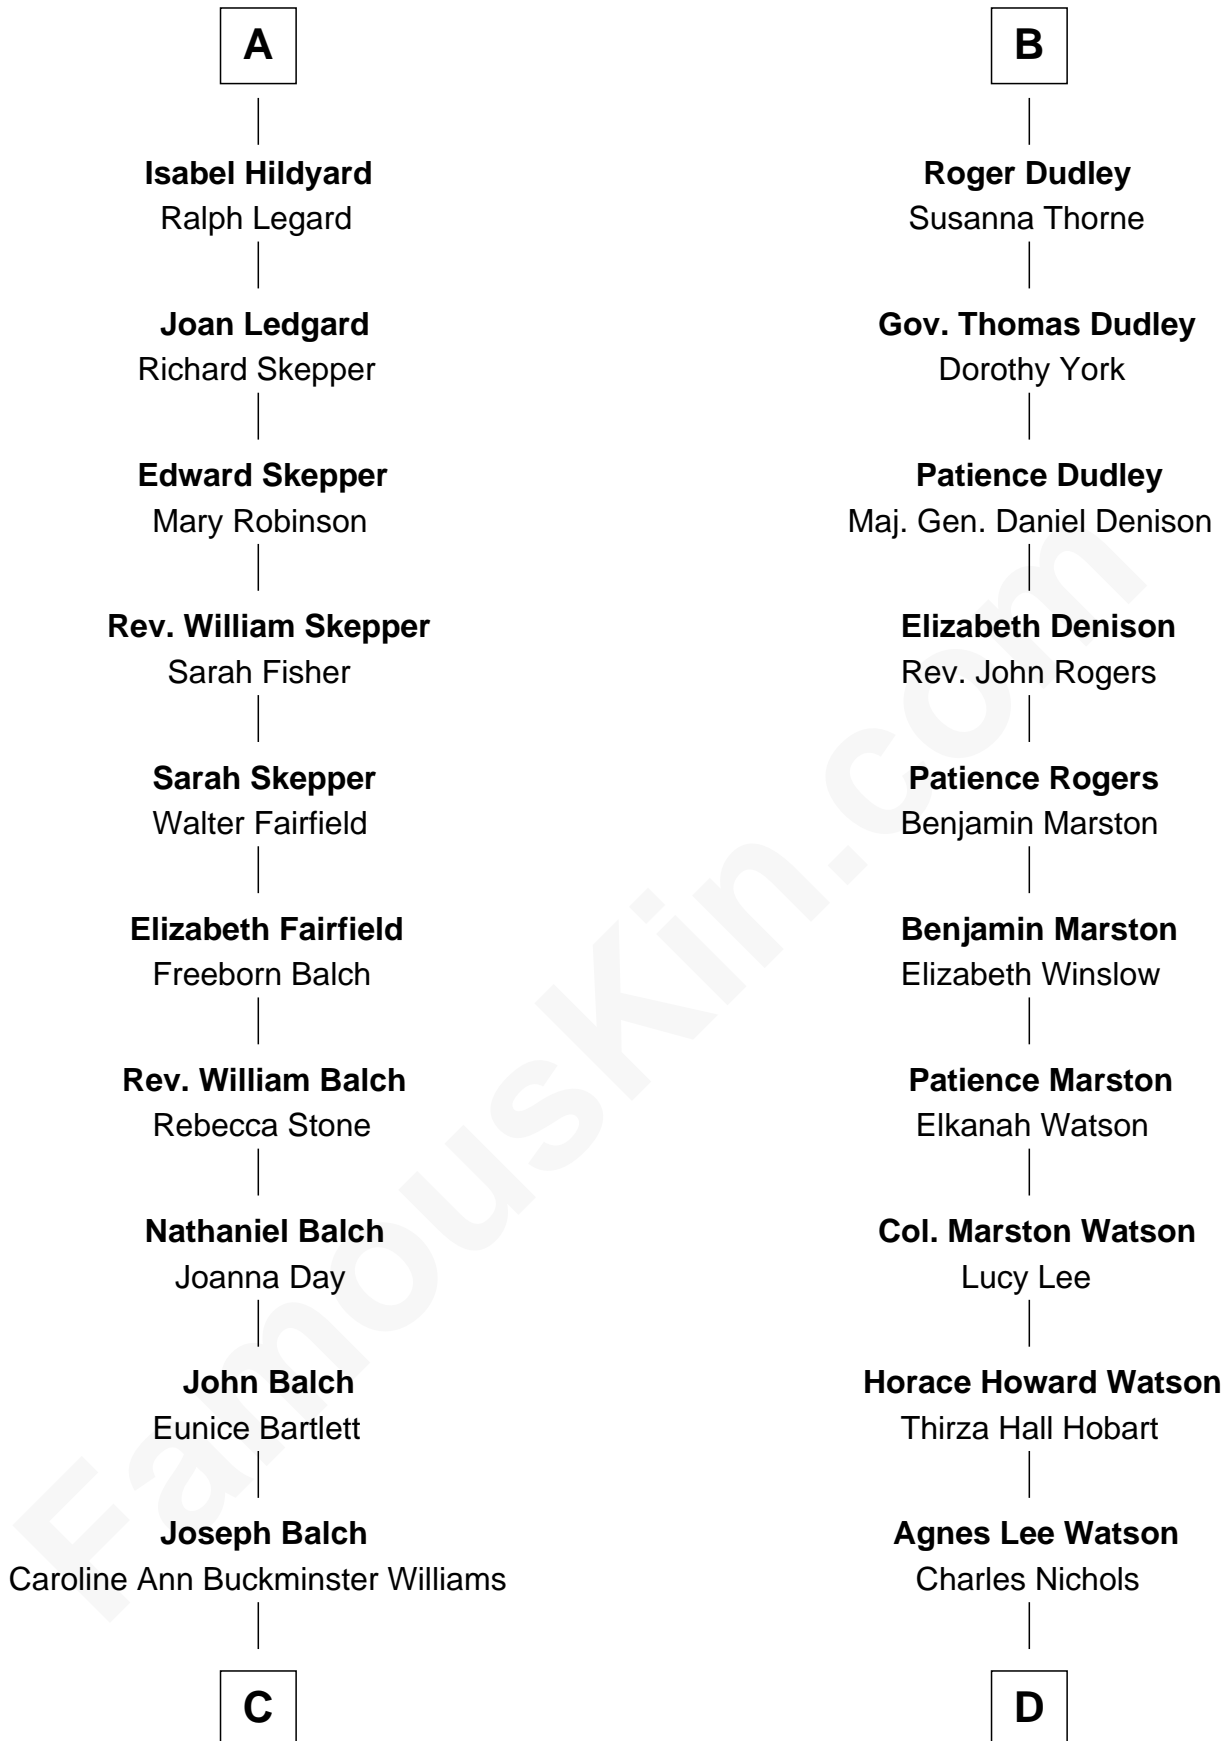 A
Isabel Hildyard
Ralph Legard
Joan Ledgard
Richard Skepper
Edward Skepper
Mary Robinson
Rev. William Skepper
Sarah Fisher
Sarah Skepper
Walter Fairfield
Elizabeth Fairfield
Freeborn Balch
Rev. William Balch
Rebecca Stone
Nathaniel Balch
Joanna Day
John Balch
Eunice Bartlett
Joseph Balch
Caroline Ann Buckminster Williams
C
B
Roger Dudley
Susanna Thorne
Gov. Thomas Dudley
Dorothy York
Patience Dudley
Maj. Gen. Daniel Denison
Elizabeth Denison
Rev. John Rogers
Patience Rogers
Benjamin Marston
Benjamin Marston
Elizabeth Winslow
Patience Marston
Elkanah Watson
Col. Marston Watson
Lucy Lee
Horace Howard Watson
Thirza Hall Hobart
Agnes Lee Watson
Charles Nichols
D
FamousKin.com